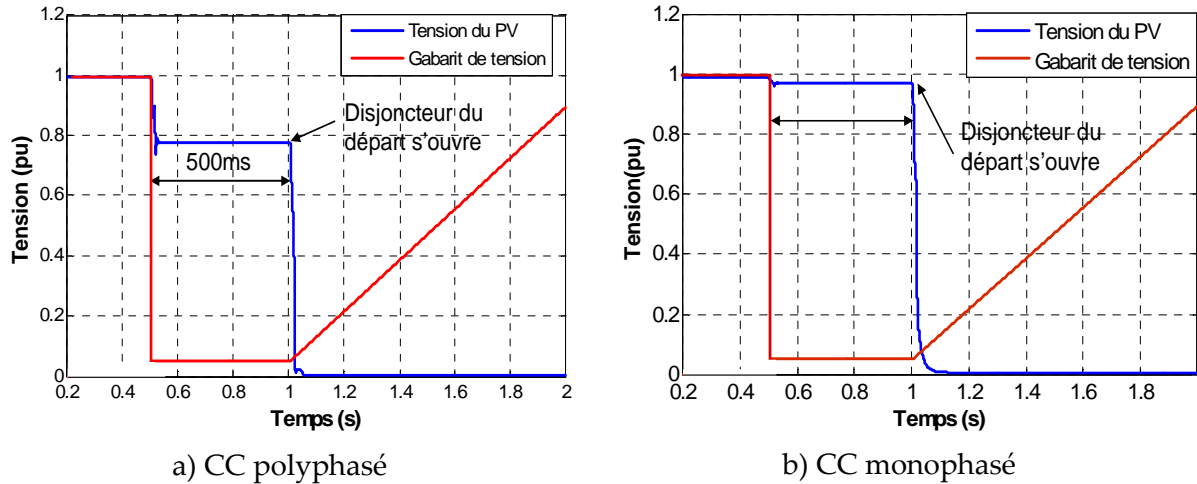 1.2
1
0.8
0.6
0.4
0.2
0
Tension (pu)
Tension du PV
Gabarit de tension
Disjoncteur du
départ s'ouvre
500ms
0.2 0.4 0.6 0.8 1 1.2 1.4 1.6 1.8 2
Temps (s)
a) CC polyphasé
1.2
1
0.8
0.6
0.4
0.2
0
Tension(pu)
Tension du PV
Gabarit de tension
Disjoncteur du
départ s'ouvre
0.2 0.4 0.6 0.8 1 1.2 1.4 1.6 1.8
Temps (s)
b) CC monophasé